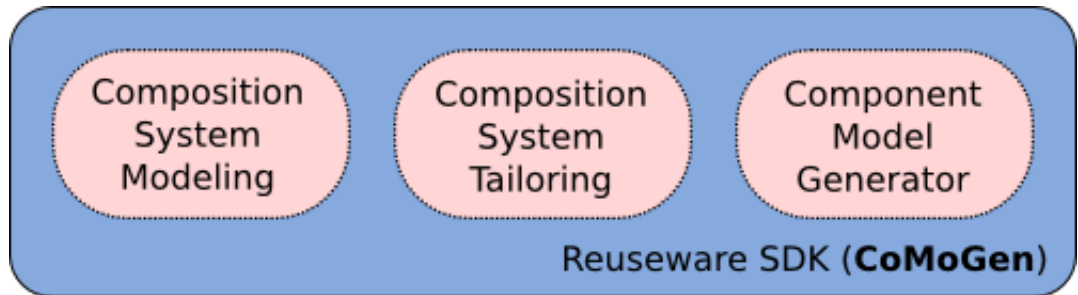 Composition
System
Modeling
Composition
System
Tailoring
Component
Model
Generator
Reuseware SDK (CoMoGen)